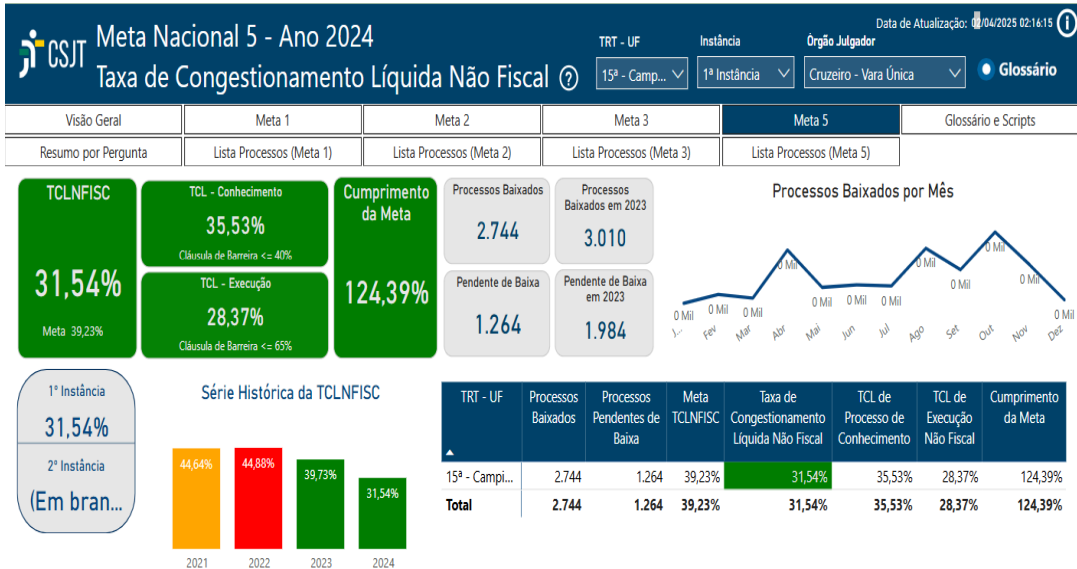 CSJT
Meta Nacional 5 - Ano 2024
Taxa de Congestionamento Líquida Não Fiscal ?
Data de Atualização: 02/04/2025 02:16:15
i
TRT - UF
Instância
Órgão Julgador
15ª - Camp...
1ª Instância
Cruzeiro - Vara Única
Glossário
Visão Geral
Meta 1
Meta 2
Meta 3
Meta 5
Glossário e Scripts
Resumo por Pergunta
Lista Processos (Meta 1)
Lista Processos (Meta 2)
Lista Processos (Meta 3)
Lista Processos (Meta 5)
TCLNFISC
31,54%
Meta 39,23%
TCL - Conhecimento
35,53%
Cláusula de Barreira <= 40%
TCL - Execução
28,37%
Cláusula de Barreira <= 65%
Cumprimento
da Meta
124,39%
Processos Baixados
2.744
Processos
Baixados em 2023
3.010
Pendente de Baixa
1.264
Pendente de Baixa
em 2023
1.984
Processos Baixados por Mês
0 Mil
0 Mil
0 Mil
0 Mil
0 Mil
0 Mil
0 Mil
0 Mil
0 Mil
0 Mil
0 Mil
0 Mil
J...
Fev
Mar
Abr
Mai
Jun
Jul
Ago
Set
Out
Nov
Dez
1º Instância
31,54%
2º Instância
(Em bran...
Série Histórica da TCLNFISC
44,64%
44,88%
39,73%
31,54%
2021
2022
2023
2024
TRT - UF
Processos
Baixados
Processos
Pendentes de
Baixa
Meta
TCLNFISC
Taxa de
Congestionamento
Líquida Não Fiscal
TCL de
Processo de
Conhecimento
TCL de
Execução
Não Fiscal
Cumprimento
da Meta
15ª - Campi... 2.744 1.264 39,23% 31,54% 35,53% 28,37% 124,39%
Total 2.744 1.264 39,23% 31,54% 35,53% 28,37% 124,39%